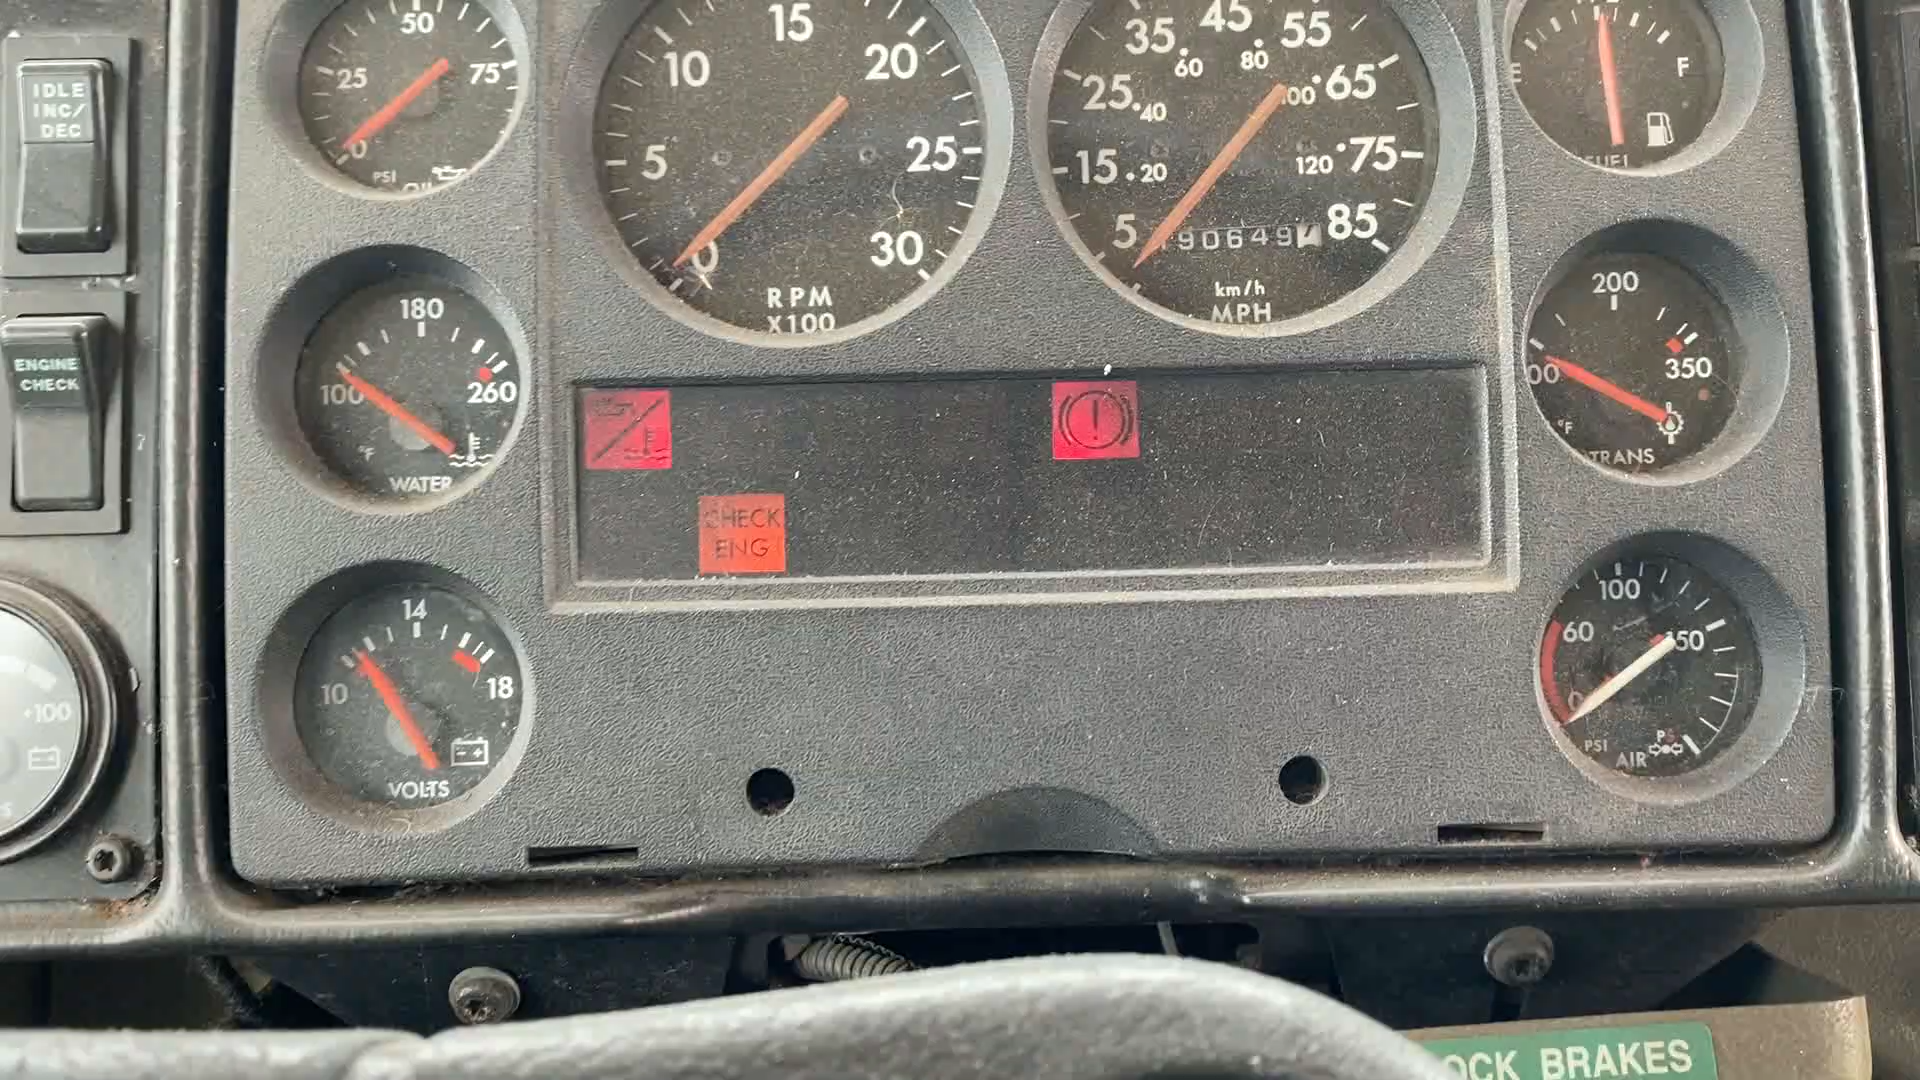 IDLE
INC/
DEC
ENGINE
CHECK
+100
50
25
75
0
PSI
OIL
180
100
260
°F
WATER
14
10
18
VOLTS
15
10
20
5
25
0
30
RPM
X100
45
35
55
60
80
25
40
100
65
15
20
120
75
5
906497
85
km/h
MPH
CHECK
ENG
E
F
FUEL
200
350
°F
TRANS
100
60
150
0
PSI
AIR
OCK BRAKES